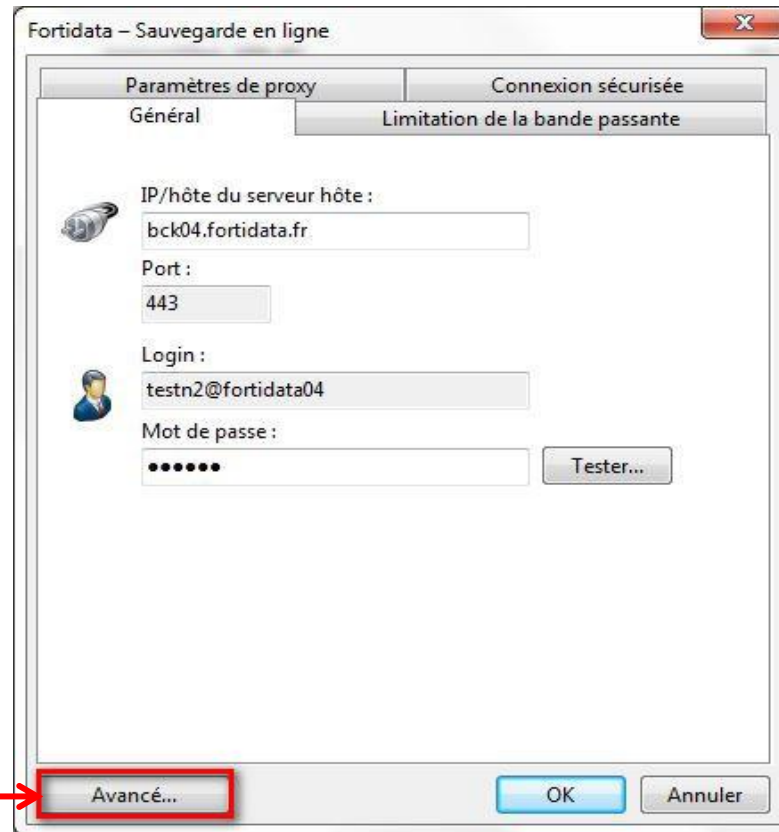 Fortidata – Sauvegarde en ligne
Paramètres de proxy
Connexion sécurisée
Général
Limitation de la bande passante
IP/hôte du serveur hôte :
bck04.fortidata.fr
Port :
443
Login :
testn2@fortidata04
Mot de passe :
••••••
Tester...
Avancé...
OK
Annuler